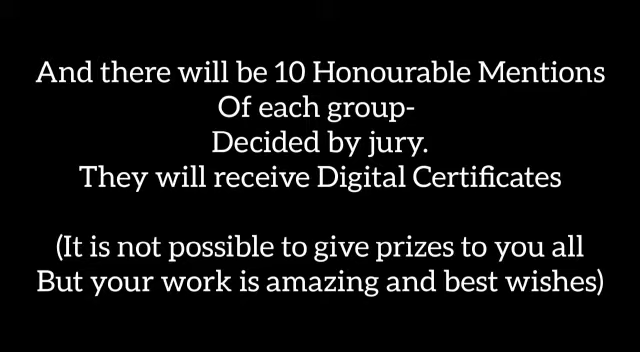 And there will be 10 Honourable Mentions
Of each group-
Decided by jury.
They will receive Digital Certificates
(It is not possible to give prizes to you all
But your work is amazing and best wishes)